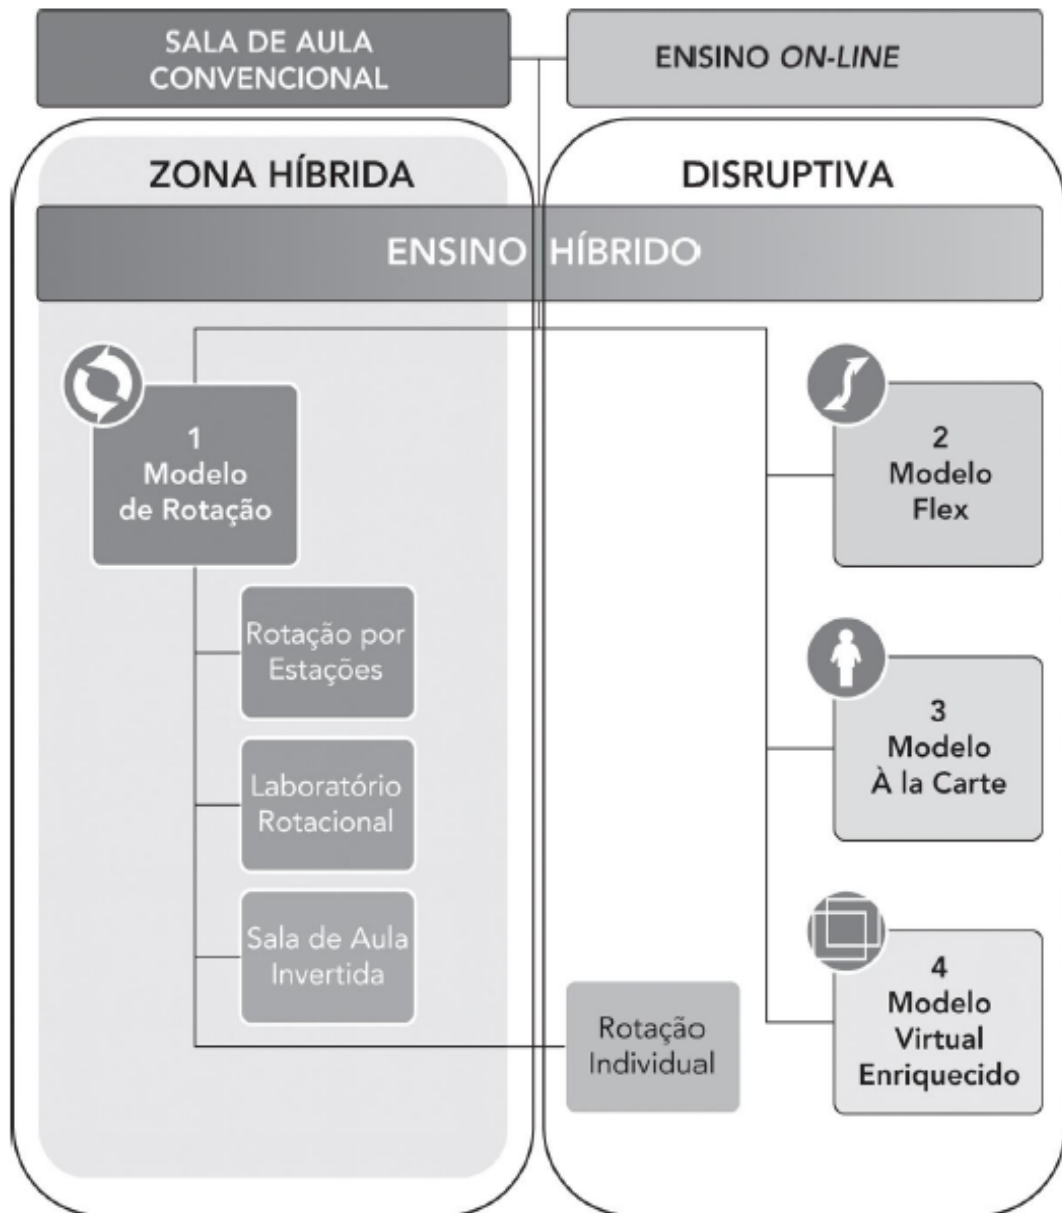 SALA DE AULA
CONVENCIONAL
ENSINO ON-LINE
ZONA HÍBRIDA
DISRUPTIVA
ENSINO HÍBRIDO
1
Modelo
de Rotação
Rotação por
Estações
Laboratório
Rotacional
Sala de Aula
Invertida
Rotação
Individual
2
Modelo
Flex
3
Modelo
À la Carte
4
Modelo
Virtual
Enriquecido